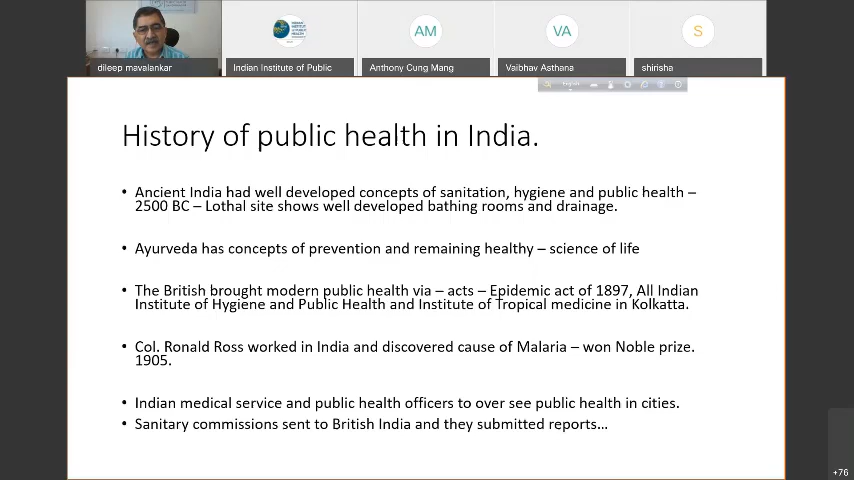 AM
VA
S
dileep mavalankar
Indian Institute of Public
Anthony Cung Mang
Vaibhav Asthana
shirisha
English
History of public health in India.
• Ancient India had well developed concepts of sanitation, hygiene and public health –
2500 BC – Lothal site shows well developed bathing rooms and drainage.
• Ayurveda has concepts of prevention and remaining healthy – science of life
• The British brought modern public health via – acts – Epidemic act of 1897, All Indian
Institute of Hygiene and Public Health and Institute of Tropical medicine in Kolkatta.
• Col. Ronald Ross worked in India and discovered cause of Malaria – won Noble prize.
1905.
• Indian medical service and public health officers to over see public health in cities.
• Sanitary commissions sent to British India and they submitted reports…
+76